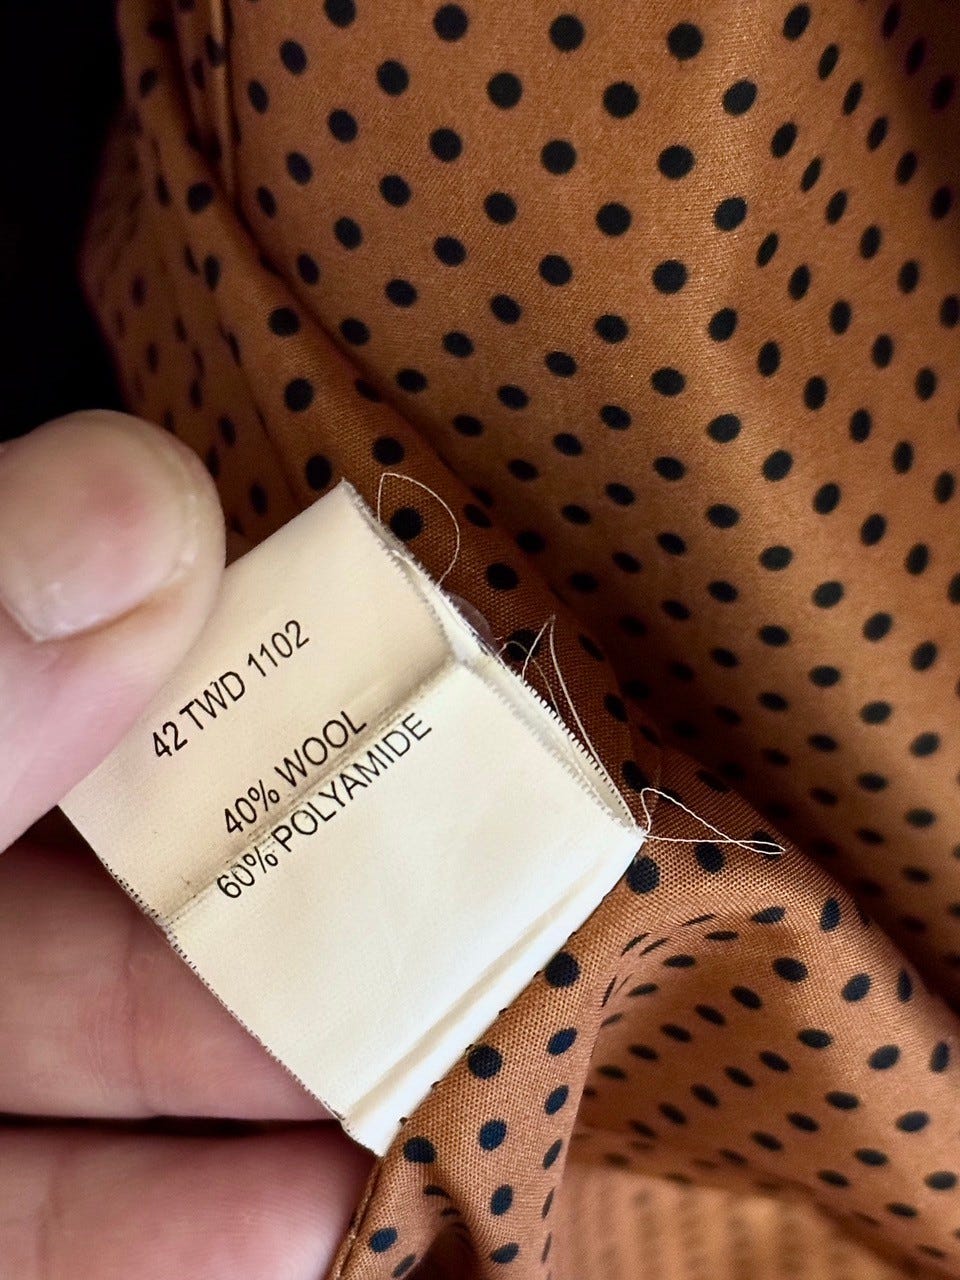 42 TWD 1102
40% WOOL
60% POLYAMIDE